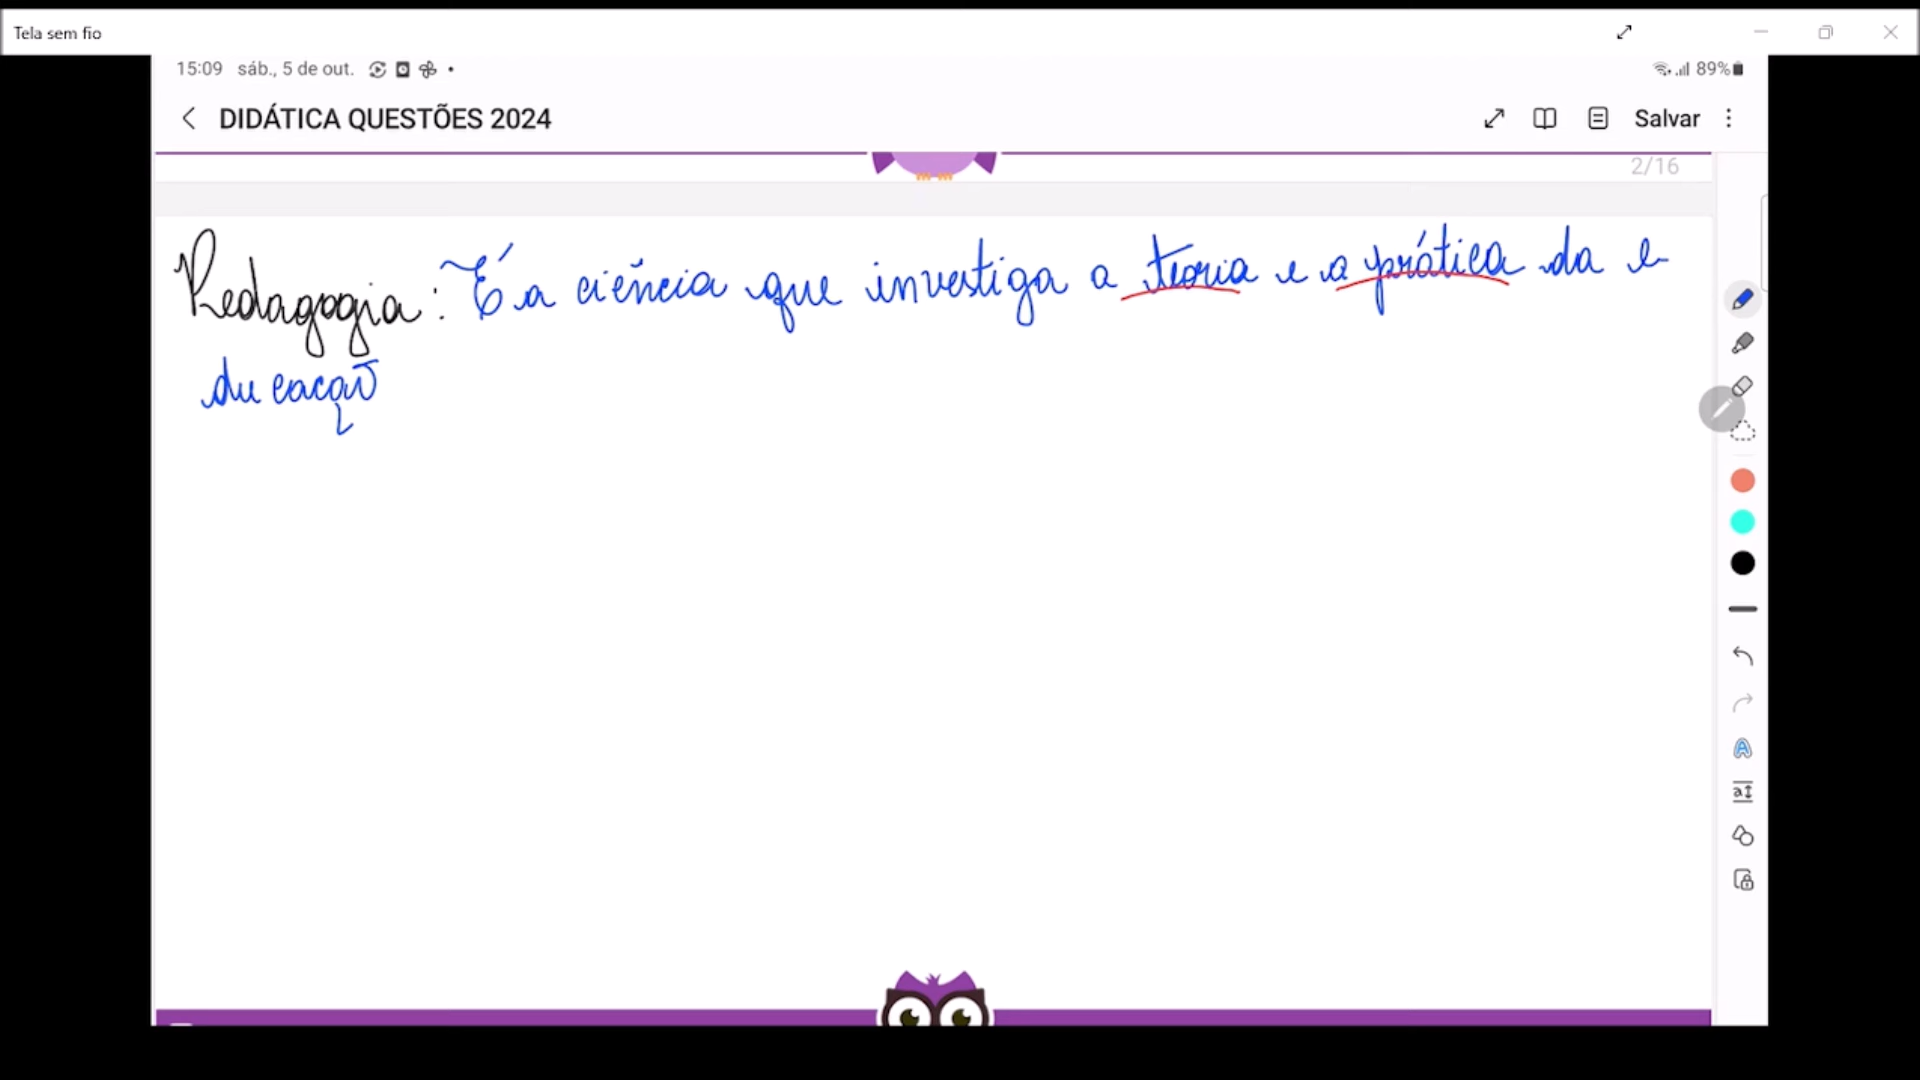 Tela sem fio
15:09 sáb., 5 de out. 89%
DIDÁTICA QUESTÕES 2024 Salvar
2/16
Pedagogia: É a ciência que investiga a teoria e a prática da e
ducação